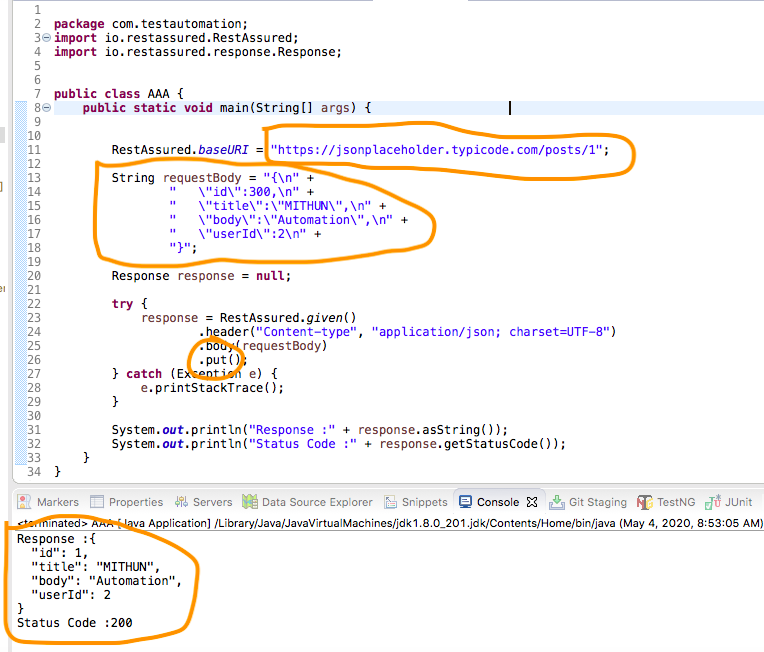 1
2 package com.testautomation;
3 import io.restassured.RestAssured;
4 import io.restassured.response.Response;
5
6
7 public class AAA {
8 public static void main(String[] args) {
9
10
11 RestAssured.baseURI = "https://jsonplaceholder.typicode.com/posts/1";
12
13 String requestBody = "{\n" +
14 "   \"id\":300,\n" +
15 "   \"title\":\"MITHUN\",\n" +
16 "   \"body\":\"Automation\",\n" +
17 "   \"userId\":2\n" +
18 "}";
19
20 Response response = null;
21
22 try {
23 response = RestAssured.given()
24 .header("Content-type", "application/json; charset=UTF-8")
25 .body(requestBody)
26 .put();
27 } catch (Exception e) {
28 e.printStackTrace();
29 }
30
31 System.out.println("Response :" + response.asString());
32 System.out.println("Status Code :" + response.getStatusCode());
33 }
34 }
Markers Properties Servers Data Source Explorer Snippets Console Git Staging TestNG JUnit
<terminated> AAA [Java Application] /Library/Java/JavaVirtualMachines/jdk1.8.0_201.jdk/Contents/Home/bin/java (May 4, 2020, 8:53:05 AM)
Response :{
"id": 1,
"title": "MITHUN",
"body": "Automation",
"userId": 2
}
Status Code :200